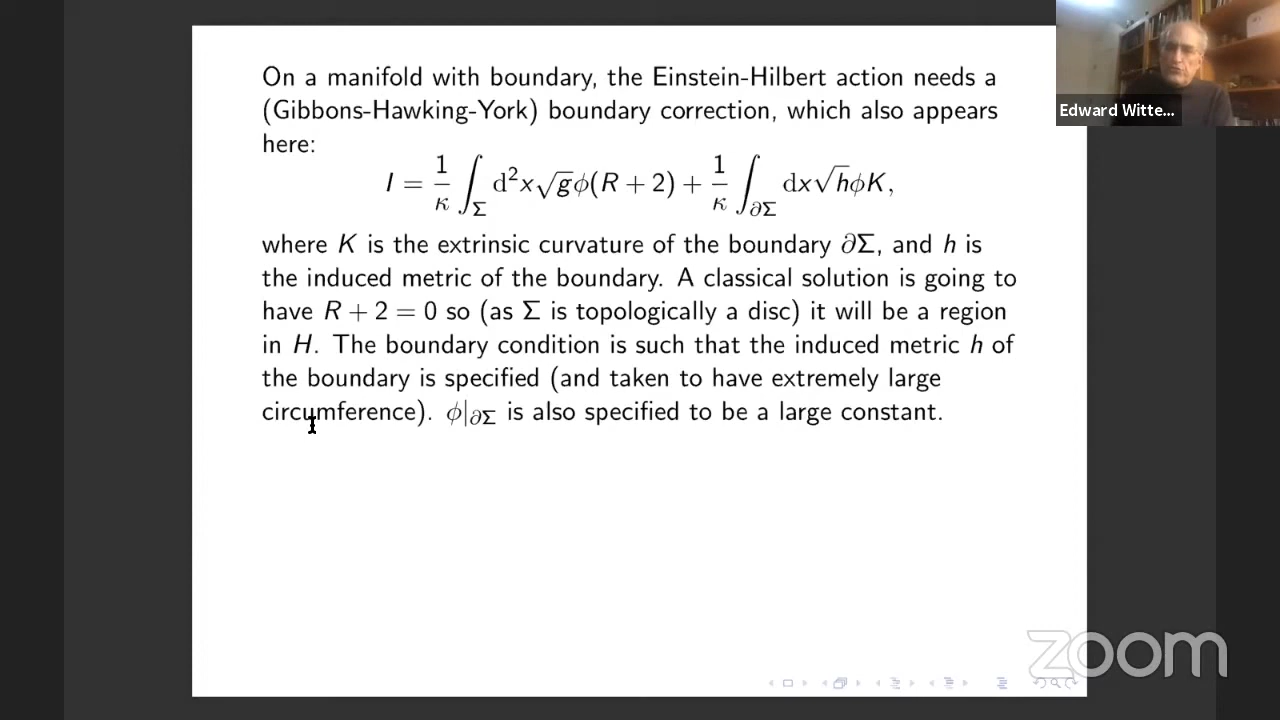 On a manifold with boundary, the Einstein-Hilbert action needs a
(Gibbons-Hawking-York) boundary correction, which also appears
here:
I = 1/κ ∫_Σ d²x√gϕ(R + 2) + 1/κ ∫_∂Σ dx√hϕK,
where K is the extrinsic curvature of the boundary ∂Σ, and h is
the induced metric of the boundary. A classical solution is going to
have R + 2 = 0 so (as Σ is topologically a disc) it will be a region
in H. The boundary condition is such that the induced metric h of
the boundary is specified (and taken to have extremely large
circumference). ϕ|∂Σ is also specified to be a large constant.
Edward Witte...
zoom